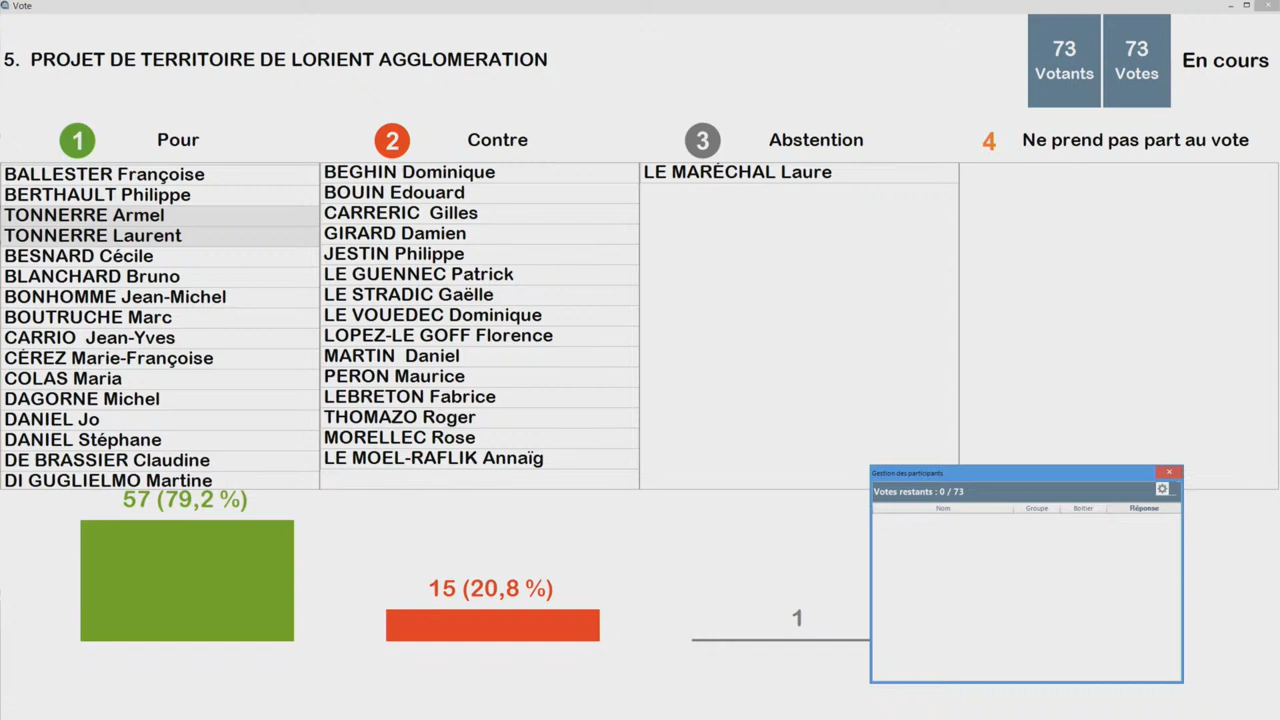 Vote
5. PROJET DE TERRITOIRE DE LORIENT AGGLOMERATION
73
Votants
73
Votes
En cours
1 Pour
2 Contre
3 Abstention
4 Ne prend pas part au vote
BALLESTER Françoise
BERTHAULT Philippe
TONNERRE Armel
TONNERRE Laurent
BESNARD Cécile
BLANCHARD Bruno
BONHOMME Jean-Michel
BOUTRUCHE Marc
CARRIO Jean-Yves
CÉREZ Marie-Françoise
COLAS Maria
DAGORNE Michel
DANIEL Jo
DANIEL Stéphane
DE BRASSIER Claudine
DI GUGLIELMO Martine
BEGHIN Dominique
BOUIN Edouard
CARRERIC Gilles
GIRARD Damien
JESTIN Philippe
LE GUENNEC Patrick
LE STRADIC Gaëlle
LE VOUEDEC Dominique
LOPEZ-LE GOFF Florence
MARTIN Daniel
PERON Maurice
LEBRETON Fabrice
THOMAZO Roger
MORELLEC Rose
LE MOEL-RAFLIK Annaïg
LE MARÉCHAL Laure
57 (79,2 %)
15 (20,8 %)
1
Gestion des participants
Votes restants : 0 / 73
Nom Groupe Boîtier Réponse